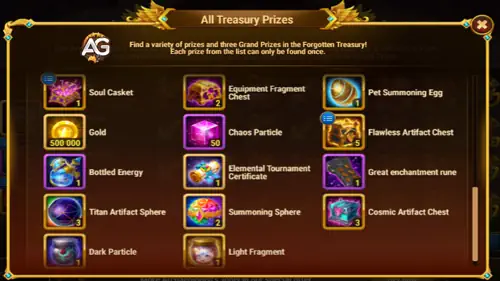 All Treasury Prizes
AG
Find a variety of prizes and three Grand Prizes in the Forgotten Treasury!
Each prize from the list can only be found once.
1
Soul Casket
2
Equipment Fragment
Chest
1
Pet Summoning Egg
500'000
Gold
50
Chaos Particle
5
Flawless Artifact Chest
1
Bottled Energy
1
Elemental Tournament
Certificate
1
Great enchantment rune
3
Titan Artifact Sphere
2
Summoning Sphere
3
Cosmic Artifact Chest
1
Dark Particle
1
Light Fragment